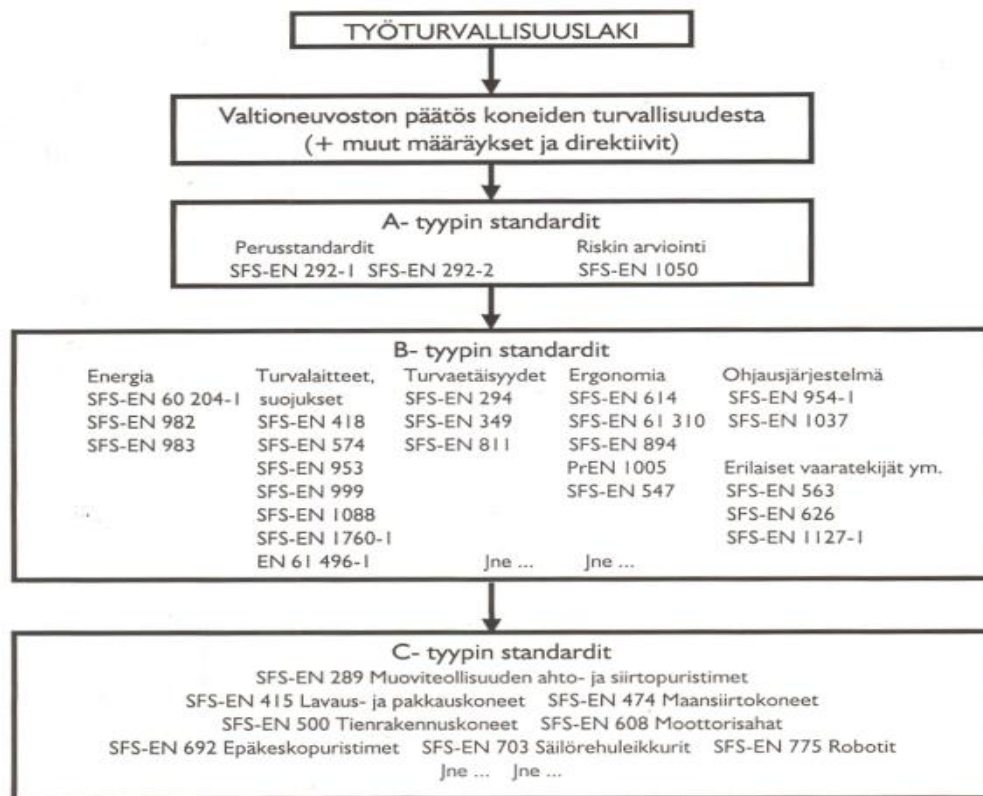 TYÖTURVALLISUUSLAKI
Valtioneuvoston päätös koneiden turvallisuudesta
(+ muut määräykset ja direktiivit)
A- tyypin standardit
Perusstandardit
SFS-EN 292-1 SFS-EN 292-2
Riskin arviointi
SFS-EN 1050
B- tyypin standardit
Energia
SFS-EN 60 204-1
SFS-EN 982
SFS-EN 983
Turvalaitteet,
suojukset
SFS-EN 418
SFS-EN 574
SFS-EN 953
SFS-EN 999
SFS-EN 1088
SFS-EN 1760-1
EN 61 496-1
Turvaetäisyydet
SFS-EN 294
SFS-EN 349
SFS-EN 811
Jne ...
Ergonomia
SFS-EN 614
SFS-EN 61 310
SFS-EN 894
PrEN 1005
SFS-EN 547
Jne ...
Ohjausjärjestelmä
SFS-EN 954-1
SFS-EN 1037
Erilaiset vaaratekijät ym.
SFS-EN 563
SFS-EN 626
SFS-EN 1127-1
C- tyypin standardit
SFS-EN 289 Muoviteollisuuden ahto- ja siirtopuristimet
SFS-EN 415 Lavaus- ja pakkauskoneet SFS-EN 474 Maansiirtokoneet
SFS-EN 500 Tienrakennuskoneet SFS-EN 608 Moottorisahat
SFS-EN 692 Epäkeskopuristimet SFS-EN 703 Säilörehuleikkurit SFS-EN 775 Robotit
Jne ... Jne ...